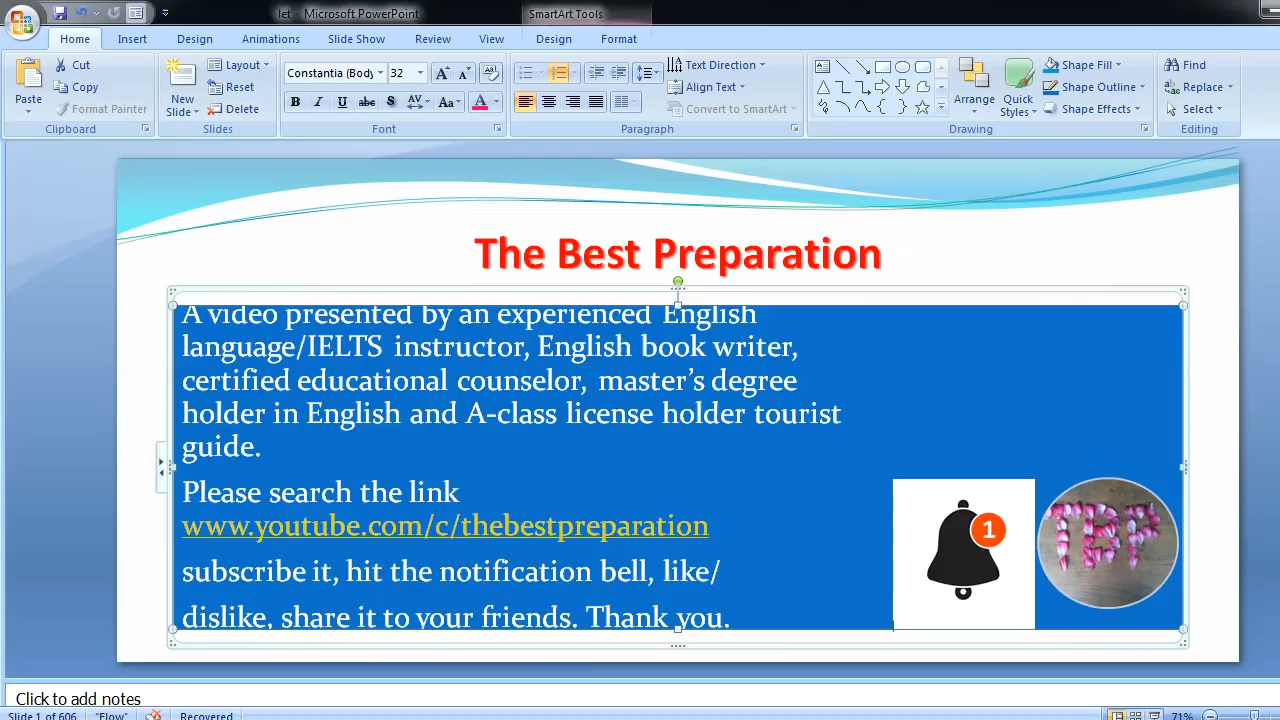 let - Microsoft PowerPoint
SmartArt Tools
Home Insert Design Animations Slide Show Review View Design Format
Cut
Copy
Format Painter
Paste
Clipboard
New Slide
Layout
Reset
Delete
Slides
Constantia (Body 32
B I U abc S AV Aa A
Font
Text Direction
Align Text
Convert to SmartArt
Paragraph
Arrange
Quick Styles
Shape Fill
Shape Outline
Shape Effects
Drawing
Find
Replace
Select
Editing
The Best Preparation
A video presented by an experienced English
language/IELTS instructor, English book writer,
certified educational counselor, master's degree
holder in English and A-class license holder tourist
guide.
Please search the link
www.youtube.com/c/thebestpreparation
subscribe it, hit the notification bell, like/
dislike, share it to your friends. Thank you.
1
TBP
Click to add notes
Slide 1 of 606 "Flow" Recovered 71%